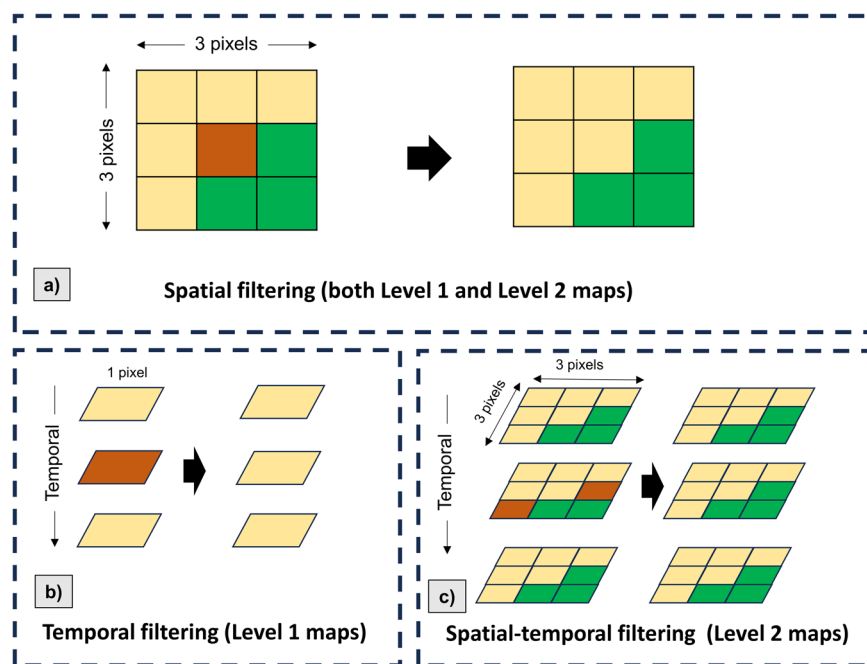 3 pixels
3 pixels
a)
Spatial filtering (both Level 1 and Level 2 maps)
1 pixel
Temporal
b)
Temporal filtering (Level 1 maps)
3 pixels
3 pixels
Temporal
c)
Spatial-temporal filtering (Level 2 maps)